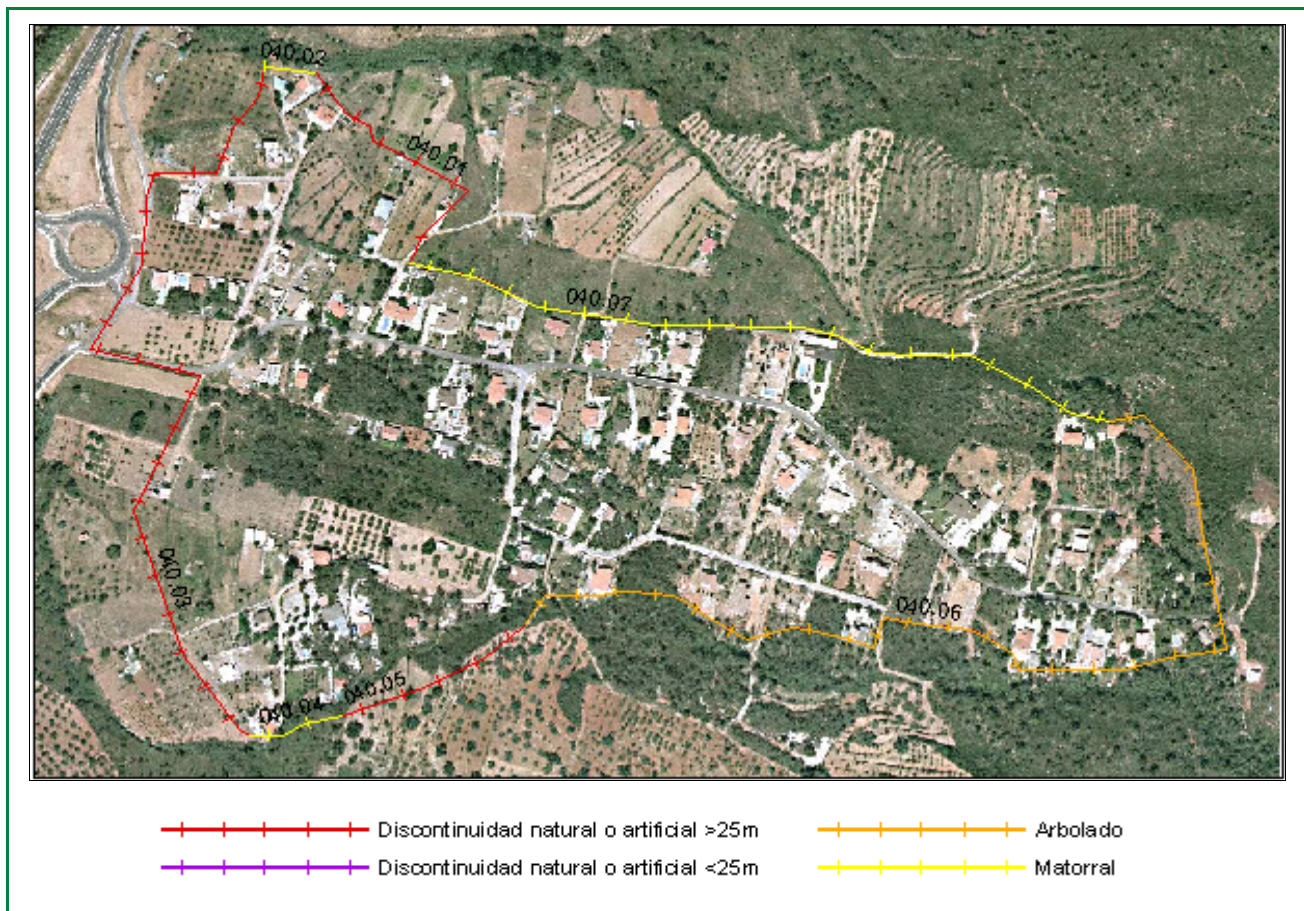 040.02
040.01
040.07
040.03
040.06
040.05
040.04
Discontinuidad natural o artificial >25m
Arbolado
Discontinuidad natural o artificial <25m
Matorral